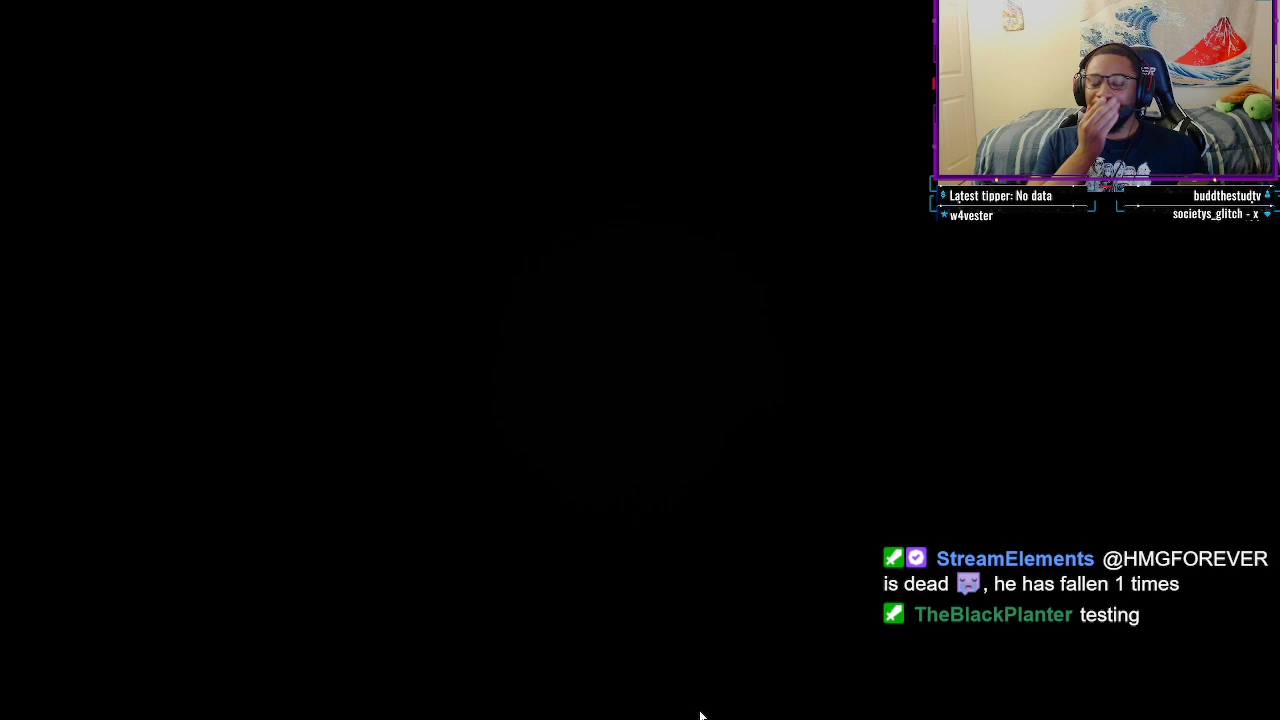 Latest tipper: No data
buddthestudtv
w4vester
societys_glitch - x
StreamElements @HMGFOREVER
is dead , he has fallen 1 times
TheBlackPlanter testing